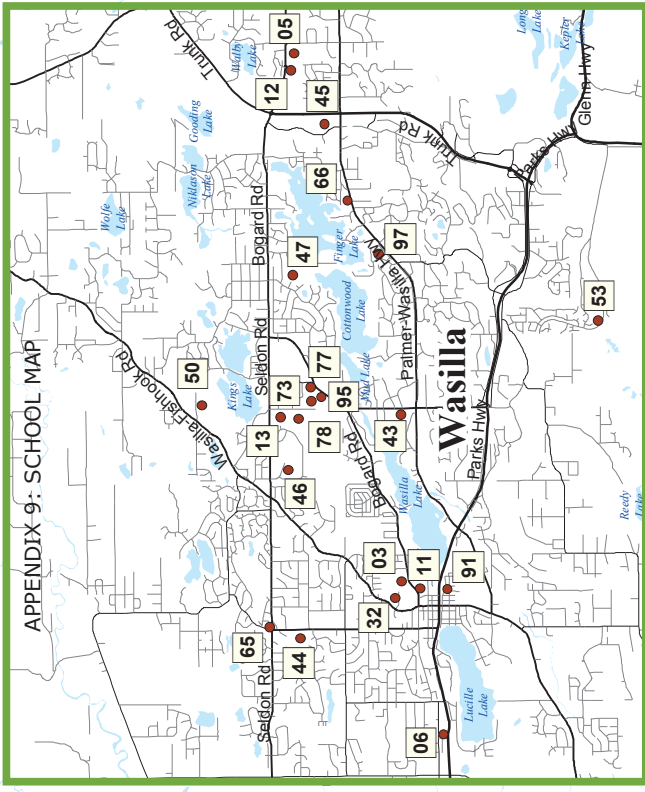 APPENDIX 9: SCHOOL MAP
Wolfe
Lake
Wasilla-Fishhook Rd
50
Trunk Rd
Niklason
Lake
Gooding
Lake
Kings
Lake
Walby
Lake
65
Seldon Rd
13
Seldon Rd
Bogard Rd
12
05
44
46
73
47
78
77
45
95
66
Finger
Lake
Cottonwood
Lake
Mud Lake
Bogard Rd
32
03
43
97
Palmer-Wasilla Hwy
Trunk Rd
Wasilla
Lake
06
11
Wasilla
91
Parks Hwy
Lucille
Lake
Parks Hwy
Long
Lake
Kepler
Lake
Glenn Hwy
53
Reedy
Lake